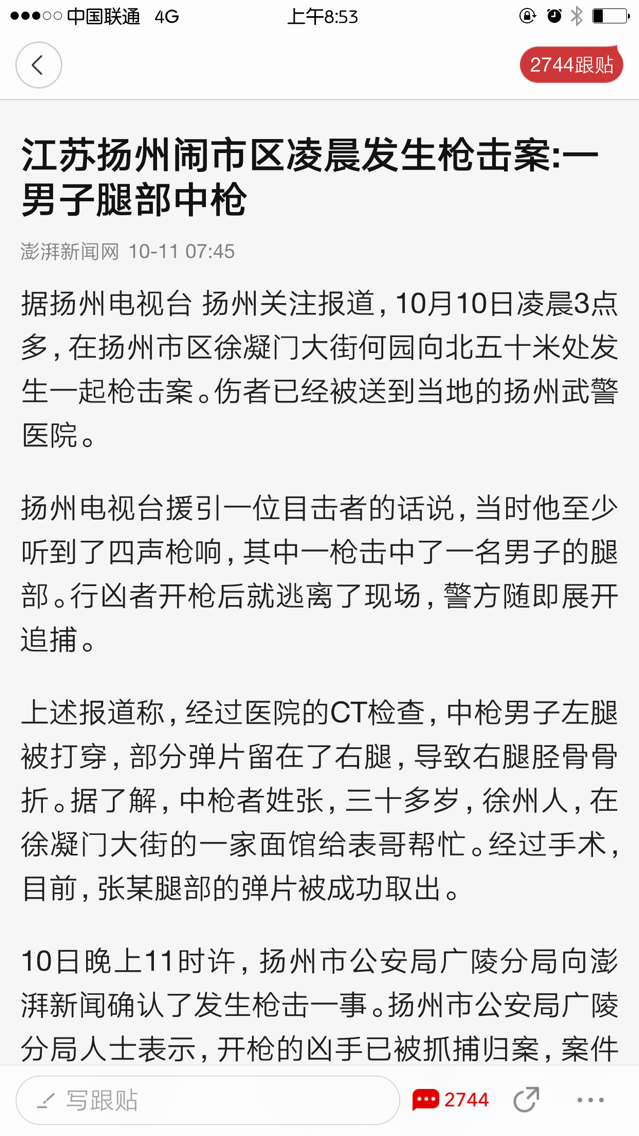 中国联通 4G 上午8:53
2744跟贴
江苏扬州闹市区凌晨发生枪击案:一
男子腿部中枪
澎湃新闻网 10-11 07:45
据扬州电视台 扬州关注报道,10月10日凌晨3点
多,在扬州市区徐凝门大街何园向北五十米处发
生一起枪击案。伤者已经被送到当地的扬州武警
医院。
扬州电视台援引一位目击者的话说,当时他至少
听到了四声枪响,其中一枪击中了一名男子的腿
部。行凶者开枪后就逃离了现场,警方随即展开
追捕。
上述报道称,经过医院的CT检查,中枪男子左腿
被打穿,部分弹片留在了右腿,导致右腿胫骨骨
折。据了解,中枪者姓张,三十多岁,徐州人,在
徐凝门大街的一家面馆给表哥帮忙。经过手术,
目前,张某腿部的弹片被成功取出。
10日晚上11时许,扬州市公安局广陵分局向澎
湃新闻确认了发生枪击一事。扬州市公安局广陵
分局人士表示,开枪的凶手已被抓捕归案,案件
写跟贴 2744